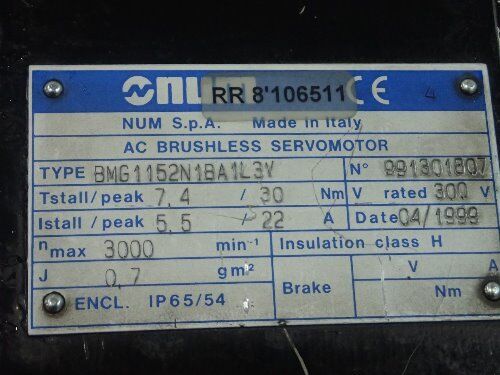 num RR 8'106511 CE 4
NUM S.p.A. Made in Italy
AC BRUSHLESS SERVOMOTOR
TYPE BMG1152N1BA1L3V N° 991301807
Tstall/peak 7,4 / 30 Nm V rated 300 V
Istall/peak 5,5 / 22 A Date 04/1999
n max 3000 min⁻¹ Insulation class H
J 0,7 gm² Brake V A
ENCL. IP65/54 Nm